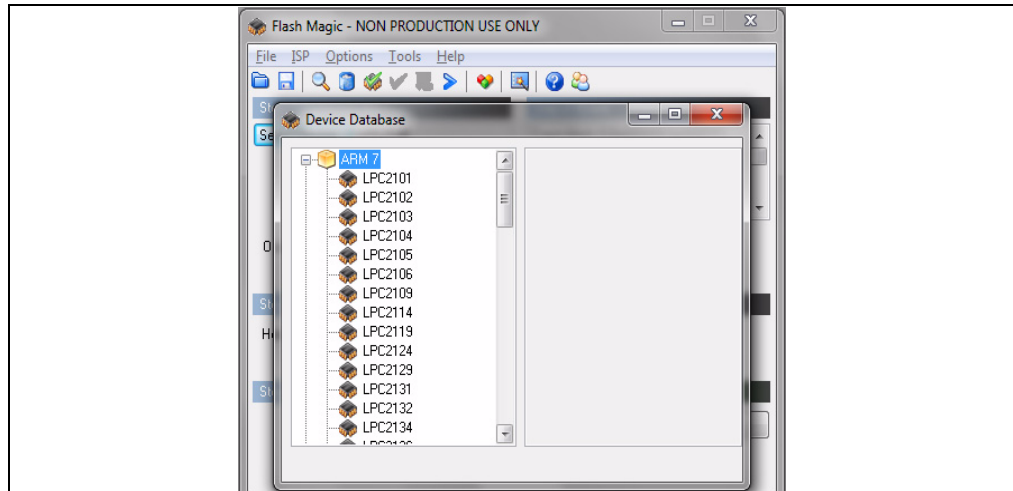 Flash Magic - NON PRODUCTION USE ONLY
File ISP Options Tools Help
Device Database
ARM 7
LPC2101
LPC2102
LPC2103
LPC2104
LPC2105
LPC2106
LPC2109
LPC2114
LPC2119
LPC2124
LPC2129
LPC2131
LPC2132
LPC2134